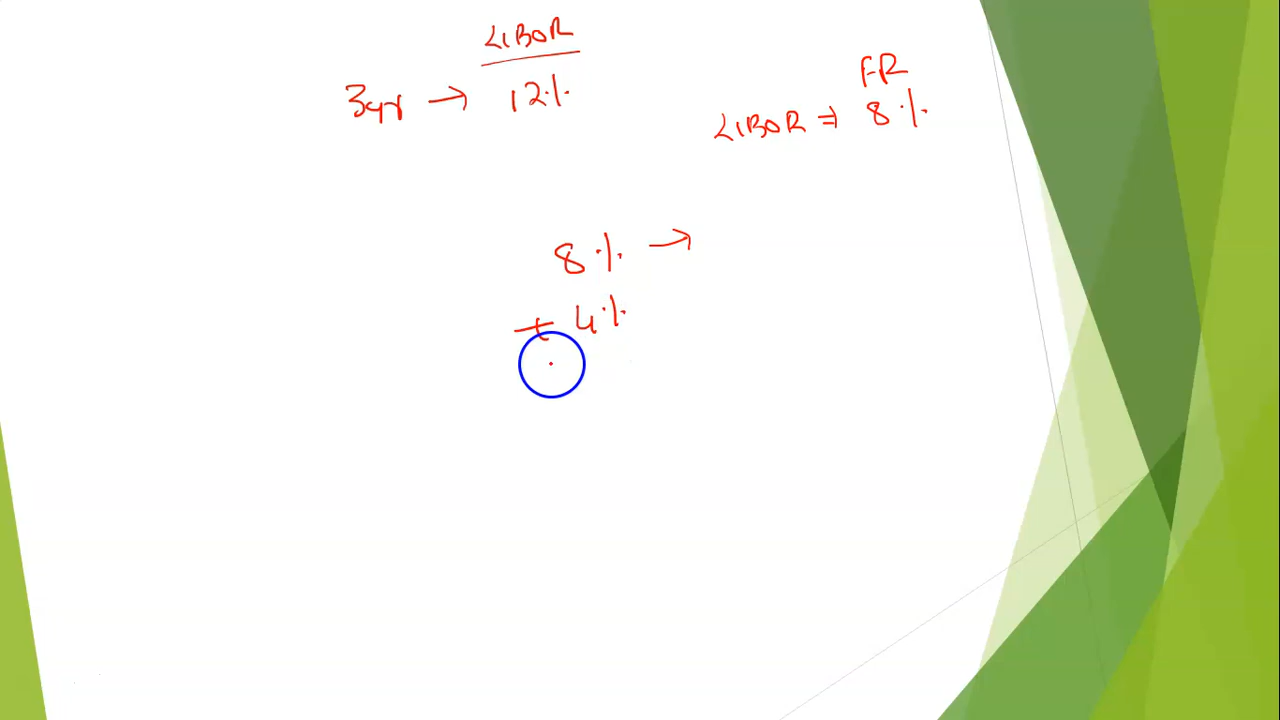 LIBOR
3yr → 12%
FR
LIBOR ⇒ 8%
8% →
+ 4%